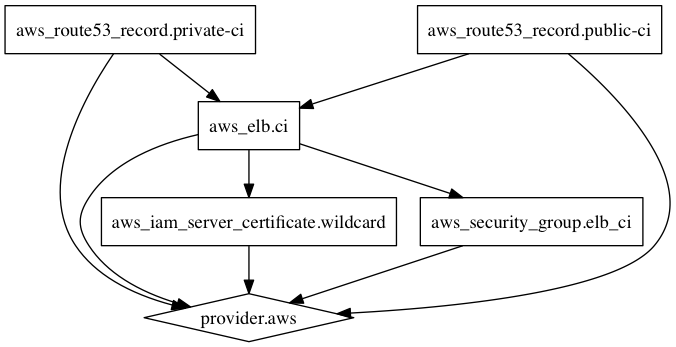 aws_route53_record.private-ci
aws_route53_record.public-ci
aws_elb.ci
aws_iam_server_certificate.wildcard
aws_security_group.elb_ci
provider.aws